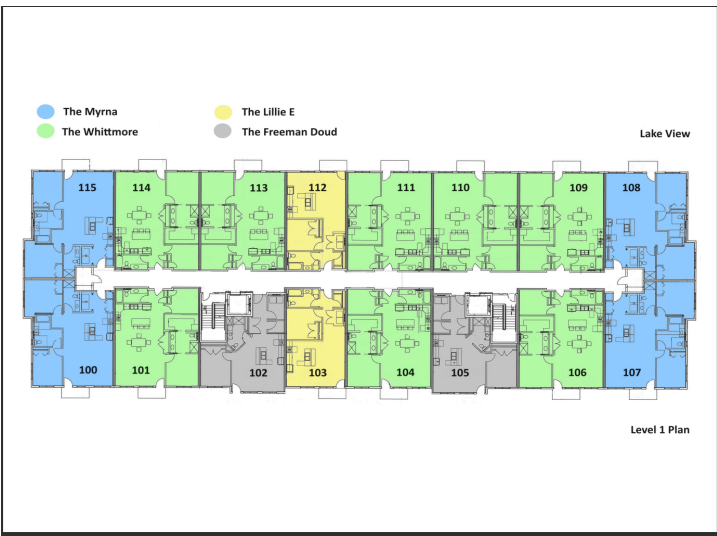 The Myrna
The Lillie E
The Whittmore
The Freeman Doud
Lake View
115 114 113 112 111 110 109 108
100 101 102 103 104 105 106 107
Level 1 Plan